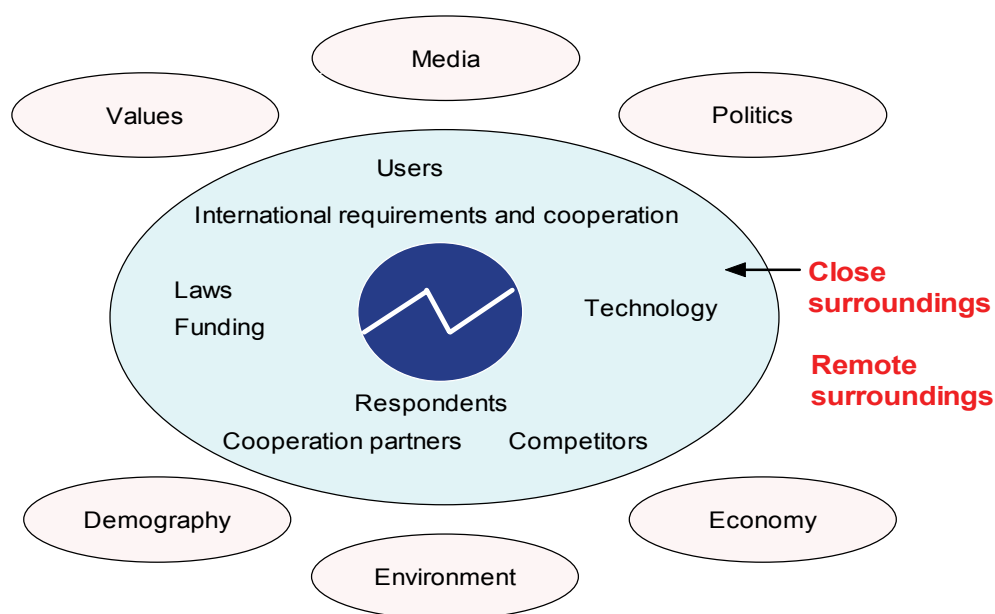 Media
Values
Politics
Users
International requirements and cooperation
Close
surroundings
Laws
Technology
Funding
Remote
surroundings
Respondents
Cooperation partners
Competitors
Demography
Economy
Environment